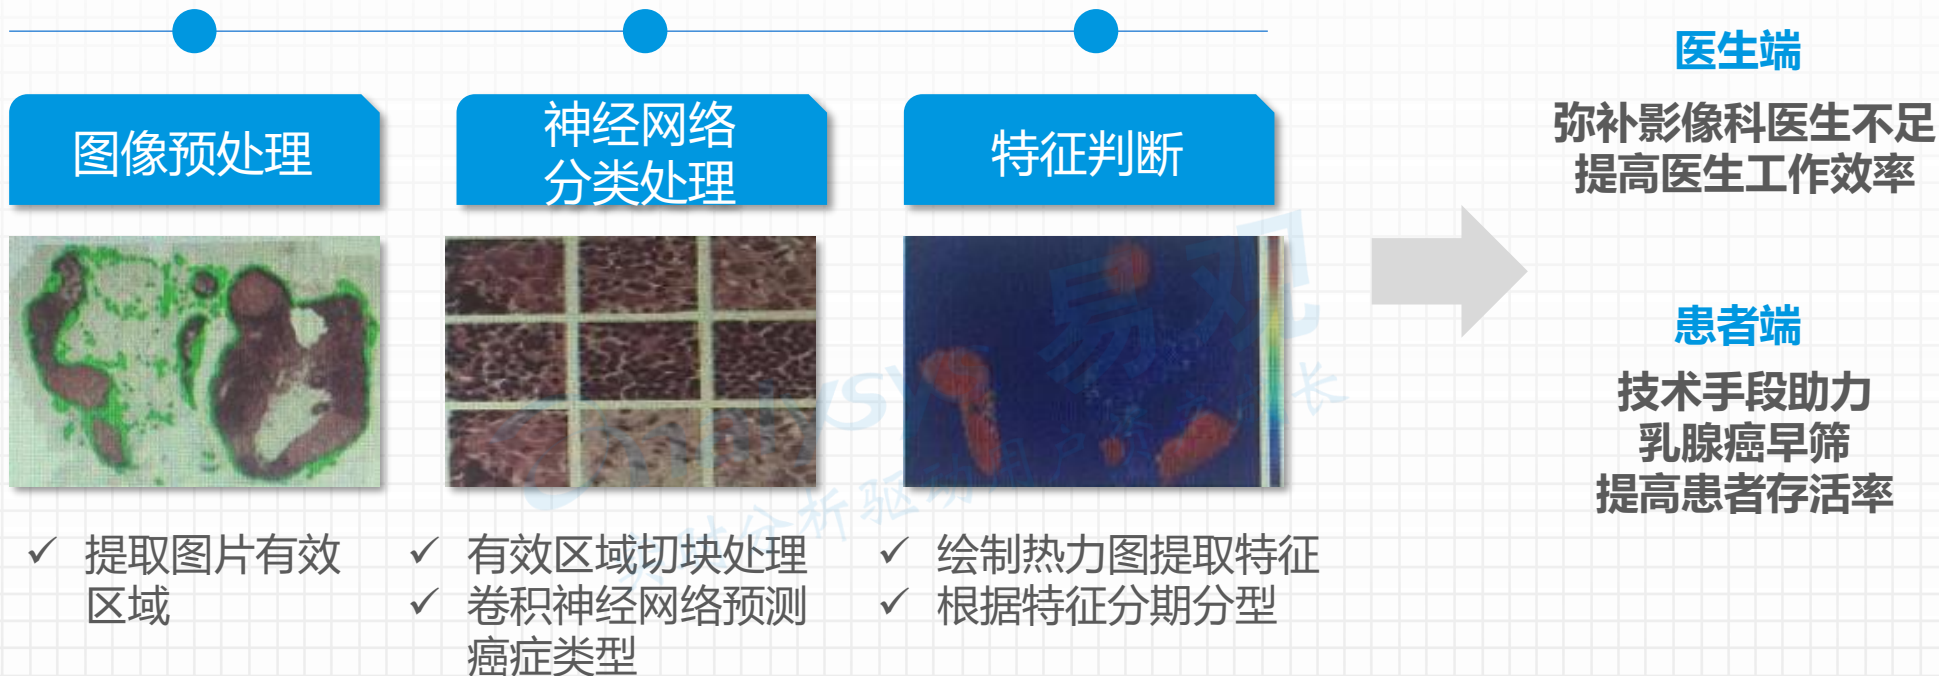 图像预处理
神经网络
分类处理
特征判断
✓ 提取图片有效
区域
✓ 有效区域切块处理
✓ 卷积神经网络预测
癌症类型
✓ 绘制热力图提取特征
✓ 根据特征分期分型
医生端
弥补影像科医生不足
提高医生工作效率
患者端
技术手段助力
乳腺癌早筛
提高患者存活率
易观